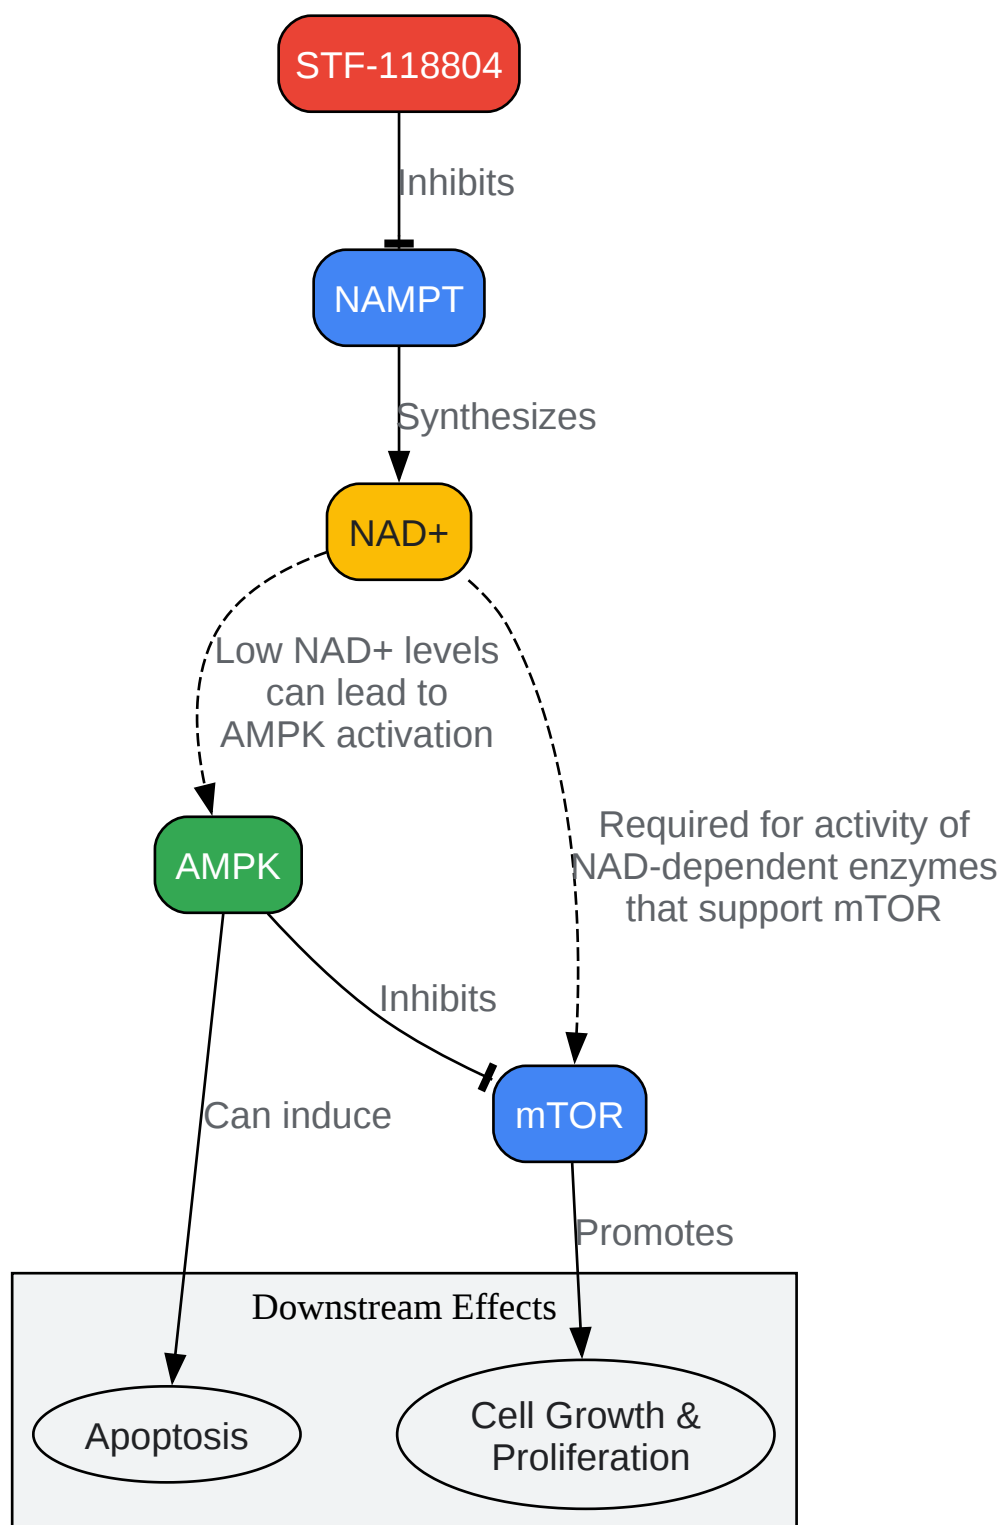 STF-118804
Inhibits
NAMPT
Synthesizes
NAD+
Low NAD+ levels
can lead to
AMPK activation
Required for activity of
NAD-dependent enzymes
that support mTOR
AMPK
Inhibits
Can induce
mTOR
Promotes
Downstream Effects
Apoptosis
Cell Growth &
Proliferation